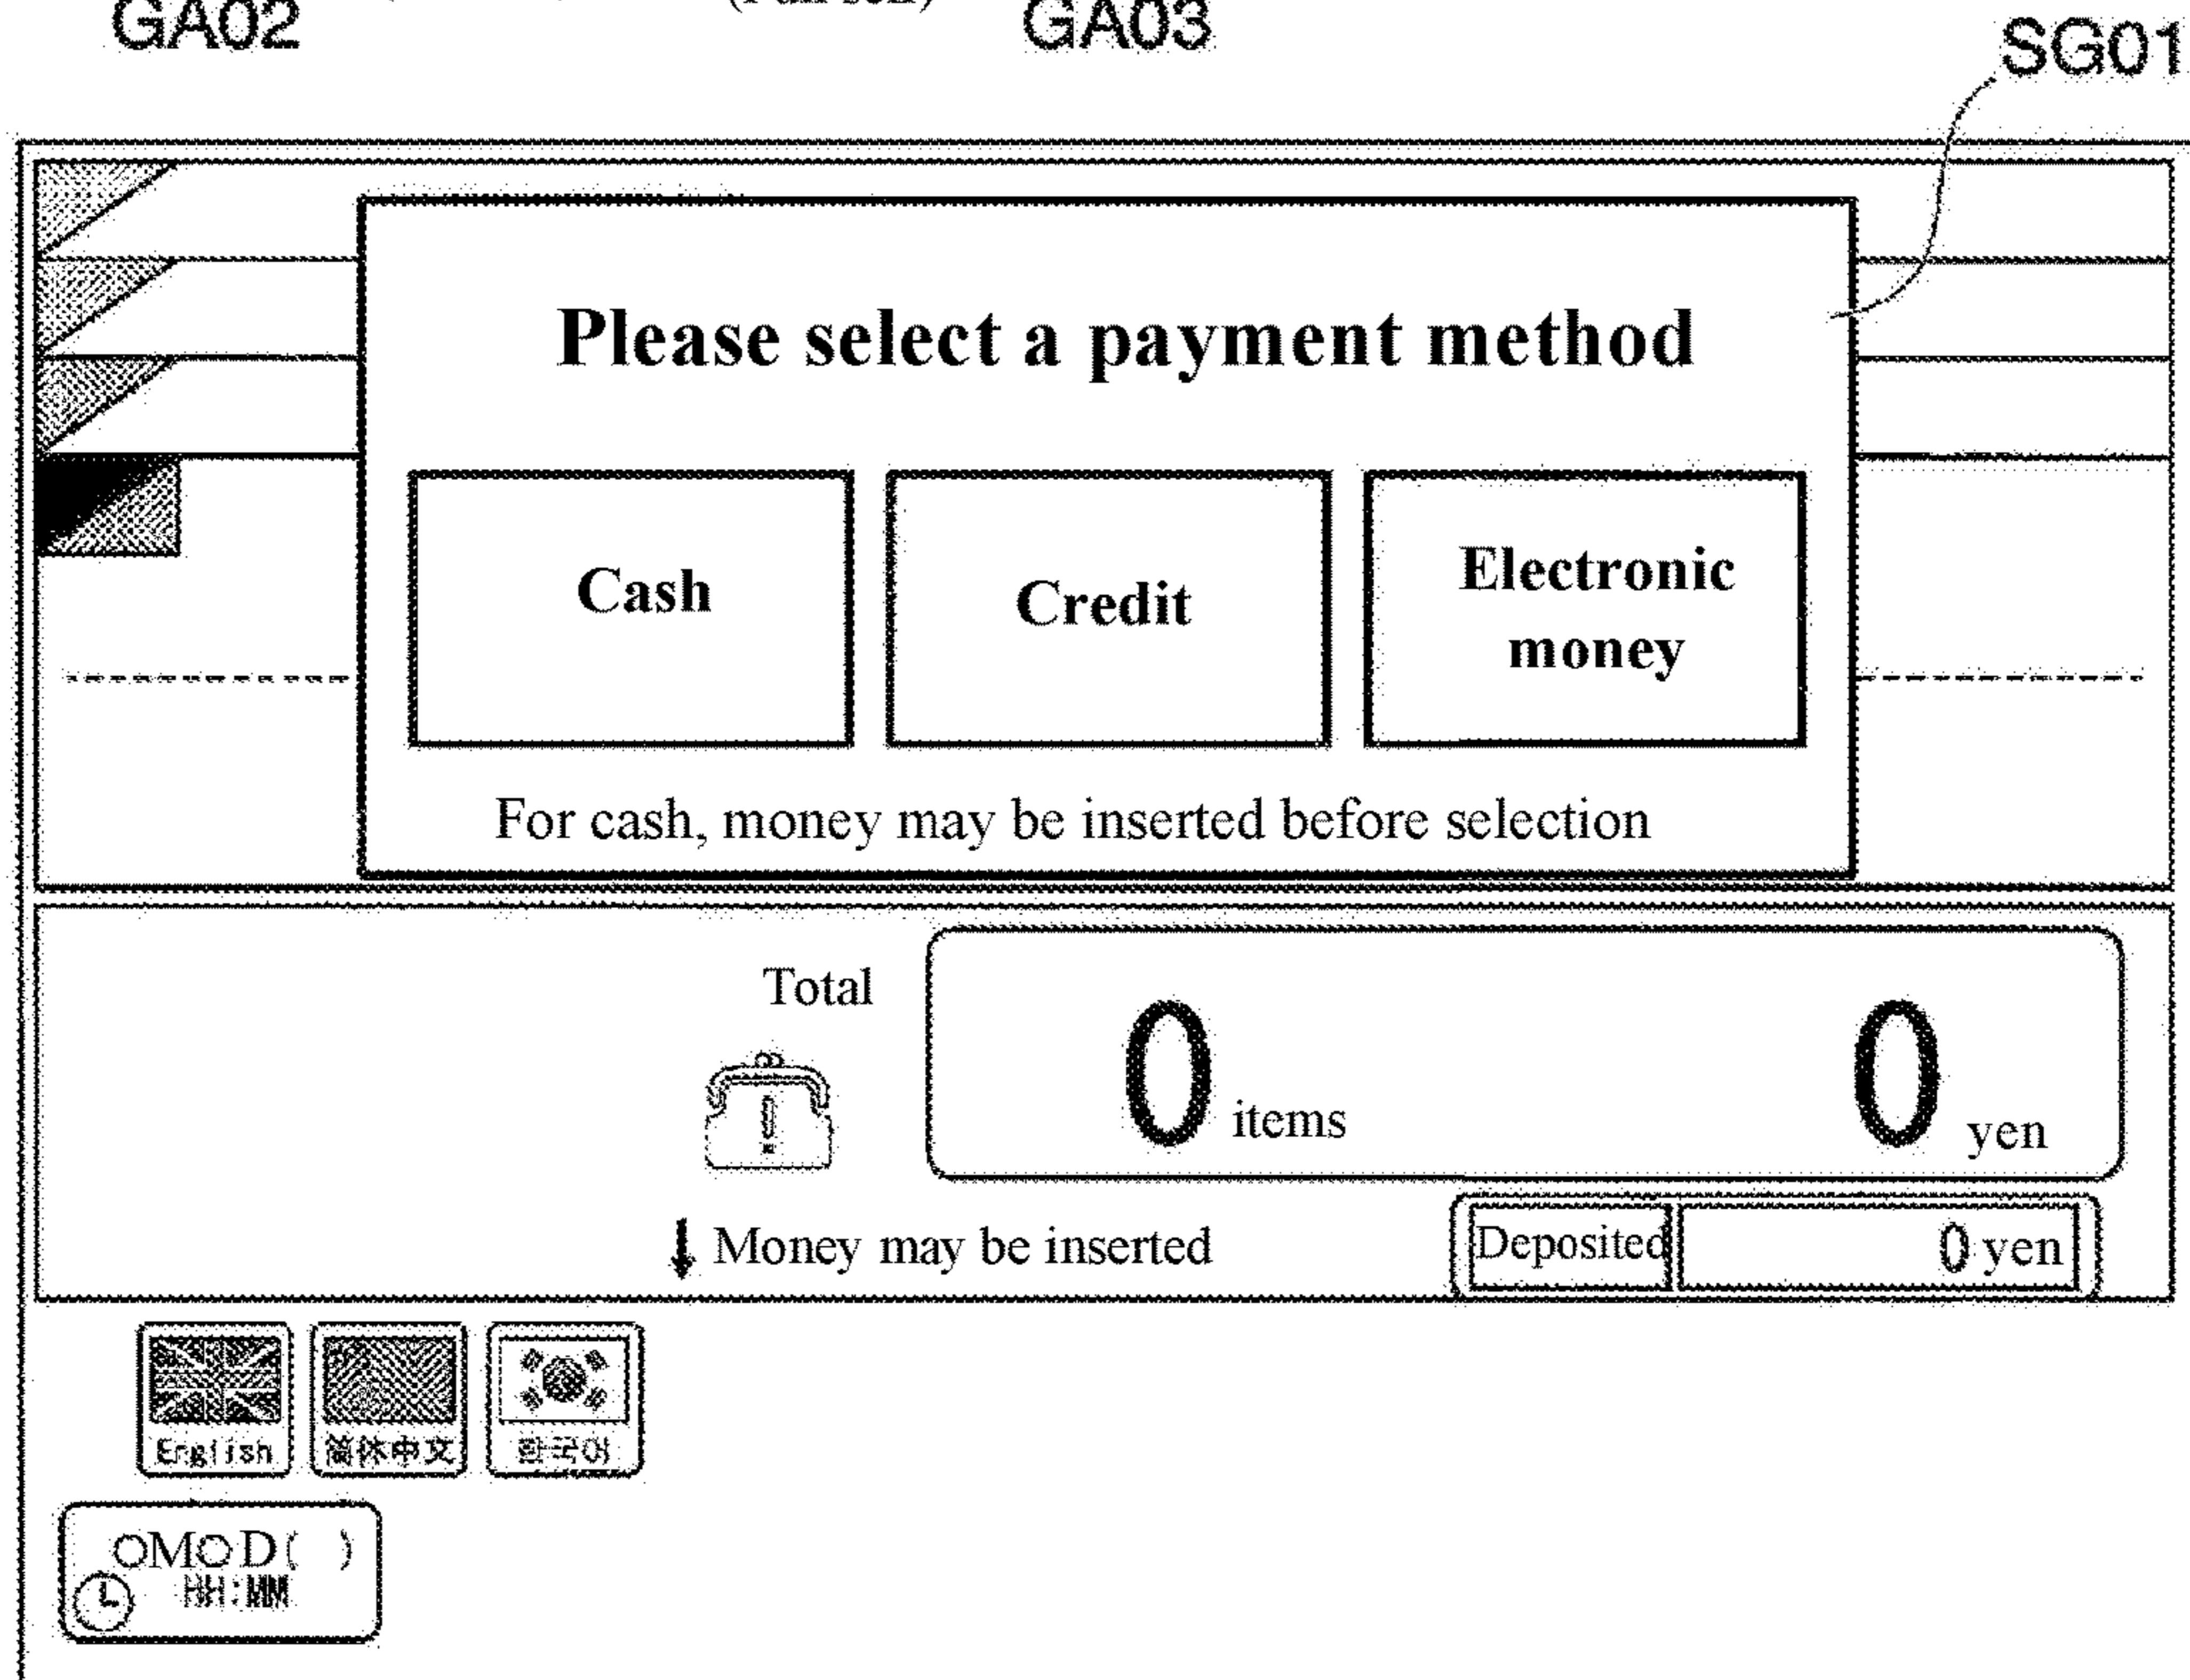 GA02
GA03
SG01
Please select a payment method
Cash
Credit
Electronic
money
For cash, money may be inserted before selection
Total
0 items
0 yen
!
Money may be inserted
Deposited
0 yen
English
简体中文
한국어
○M○D( )
HH:MM